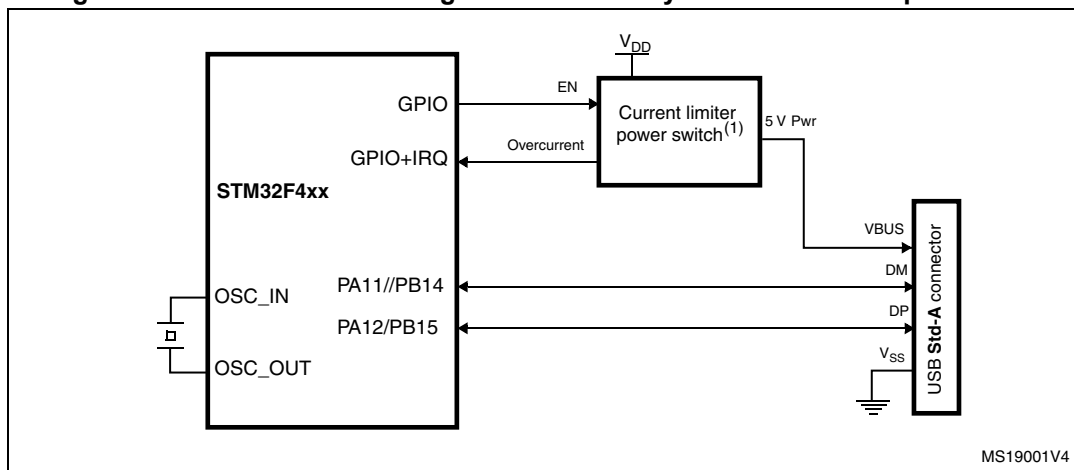 V_DD
EN
GPIO
Current limiter
power switch(1)
5 V Pwr
Overcurrent
GPIO+IRQ
STM32F4xx
VBUS
DM
PA11//PB14
OSC_IN
DP
PA12/PB15
V_SS
OSC_OUT
USB Std-A connector
MS19001V4